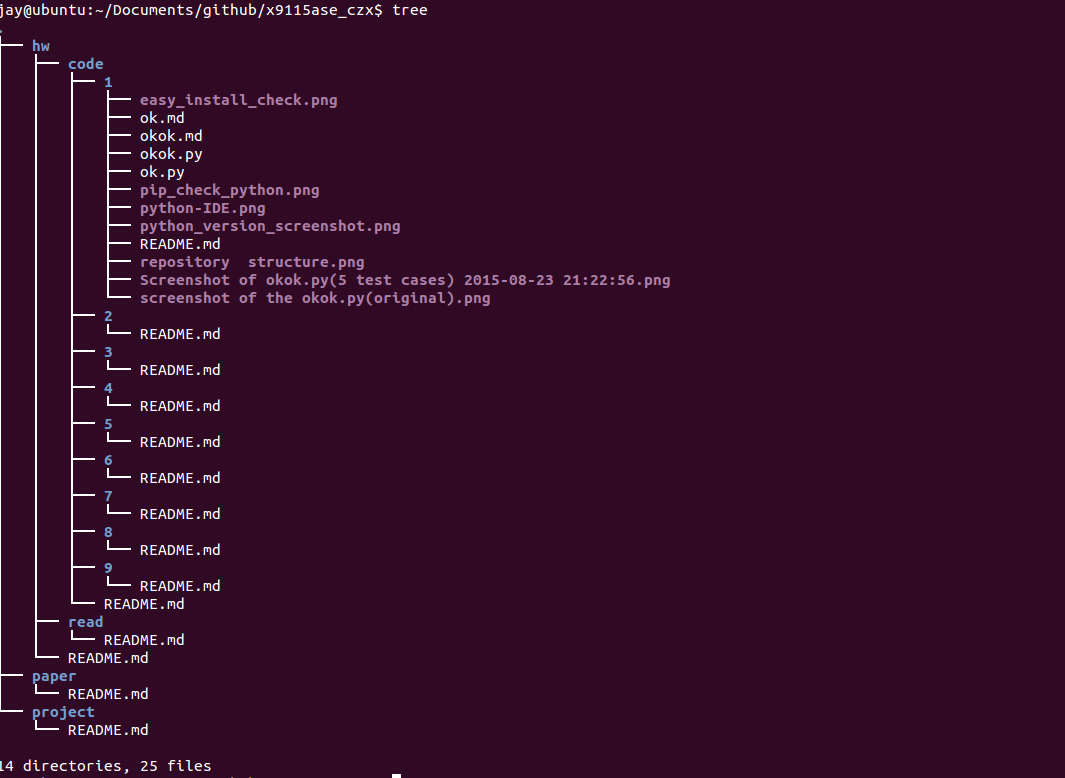 jay@ubuntu:~/Documents/github/x9115ase_czx$ tree
.
├── hw
│   ├── code
│   │   ├── 1
│   │   │   ├── easy_install_check.png
│   │   │   ├── ok.md
│   │   │   ├── okok.md
│   │   │   ├── okok.py
│   │   │   ├── ok.py
│   │   │   ├── pip_check_python.png
│   │   │   ├── python-IDE.png
│   │   │   ├── python_version_screenshot.png
│   │   │   ├── README.md
│   │   │   ├── repository  structure.png
│   │   │   ├── Screenshot of okok.py(5 test cases) 2015-08-23 21:22:56.png
│   │   │   └── screenshot of the okok.py(original).png
│   │   ├── 2
│   │   │   └── README.md
│   │   ├── 3
│   │   │   └── README.md
│   │   ├── 4
│   │   │   └── README.md
│   │   ├── 5
│   │   │   └── README.md
│   │   ├── 6
│   │   │   └── README.md
│   │   ├── 7
│   │   │   └── README.md
│   │   ├── 8
│   │   │   └── README.md
│   │   ├── 9
│   │   │   └── README.md
│   │   └── README.md
│   ├── read
│   │   └── README.md
│   └── README.md
├── paper
│   └── README.md
└── project
    └── README.md
14 directories, 25 files